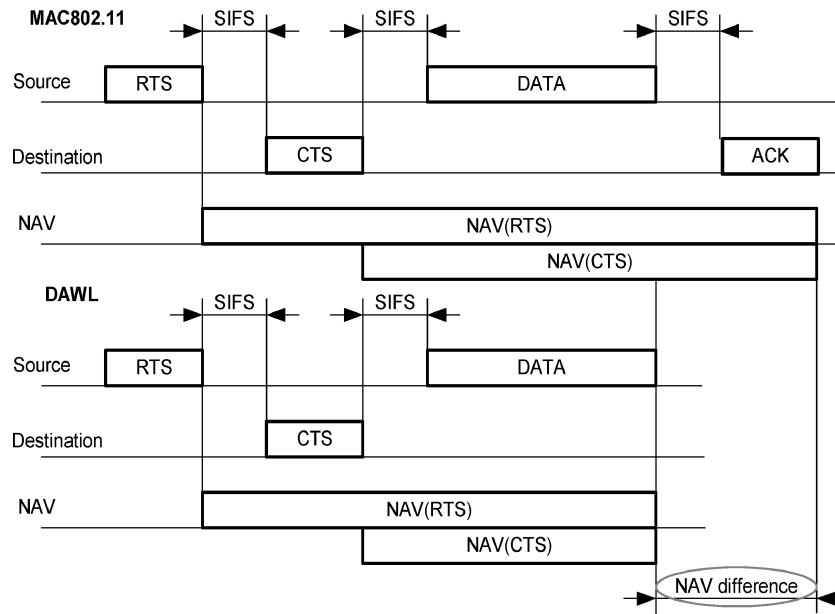 MAC802.11
SIFS SIFS SIFS
Source RTS DATA
Destination CTS ACK
NAV NAV(RTS)
NAV(CTS)
DAWL
SIFS SIFS
Source RTS DATA
Destination CTS
NAV NAV(RTS)
NAV(CTS)
NAV difference